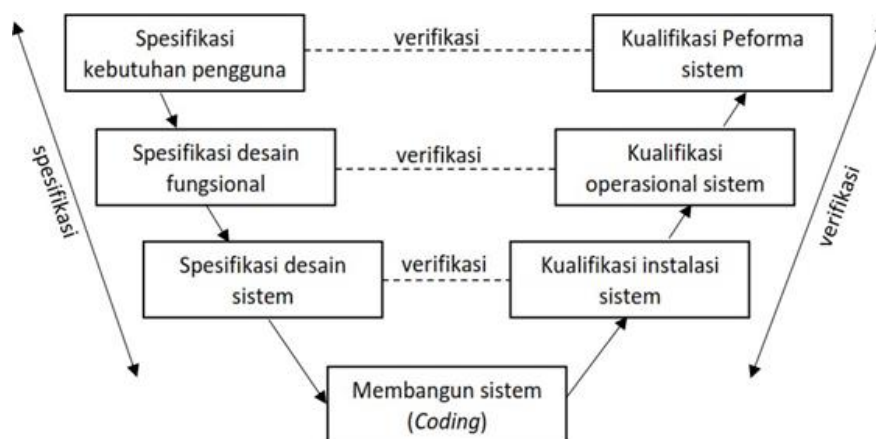 Spesifikasi
kebutuhan pengguna
verifikasi
Kualifikasi Peforma
sistem
Spesifikasi desain
fungsional
verifikasi
Kualifikasi
operasional sistem
Spesifikasi desain
sistem
verifikasi
Kualifikasi instalasi
sistem
Membangun sistem
(Coding)
spesifikasi
verifikasi